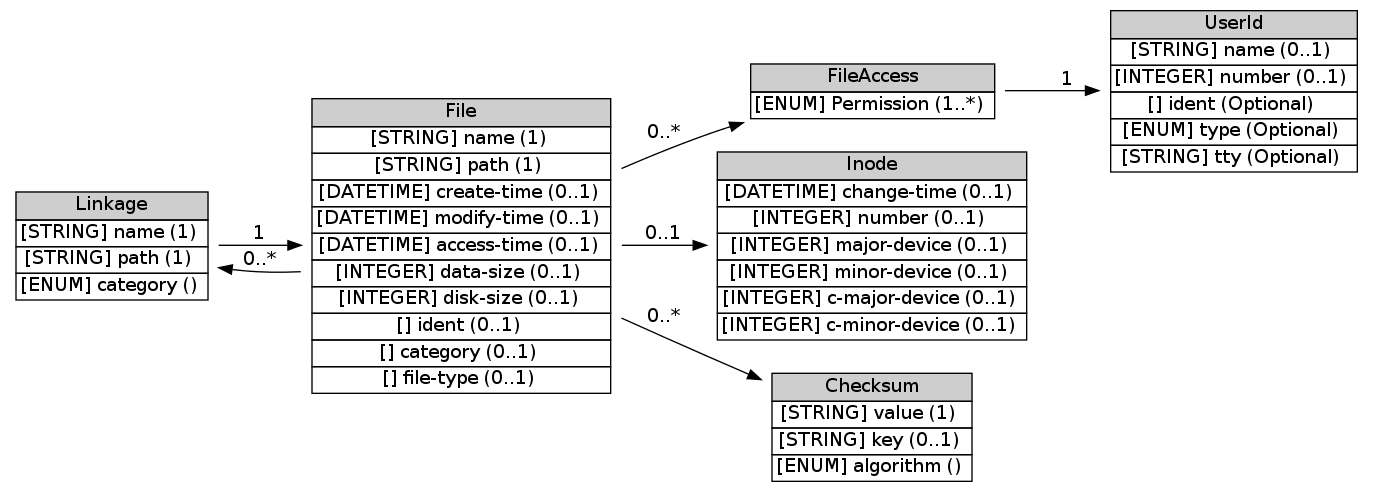 Linkage
[STRING] name (1)
[STRING] path (1)
[ENUM] category ()
1
0..*
File
[STRING] name (1)
[STRING] path (1)
[DATETIME] create-time (0..1)
[DATETIME] modify-time (0..1)
[DATETIME] access-time (0..1)
[INTEGER] data-size (0..1)
[INTEGER] disk-size (0..1)
[] ident (0..1)
[] category (0..1)
[] file-type (0..1)
0..*
0..1
0..*
FileAccess
[ENUM] Permission (1..*)
1
Inode
[DATETIME] change-time (0..1)
[INTEGER] number (0..1)
[INTEGER] major-device (0..1)
[INTEGER] minor-device (0..1)
[INTEGER] c-major-device (0..1)
[INTEGER] c-minor-device (0..1)
Checksum
[STRING] value (1)
[STRING] key (0..1)
[ENUM] algorithm ()
UserId
[STRING] name (0..1)
[INTEGER] number (0..1)
[] ident (Optional)
[ENUM] type (Optional)
[STRING] tty (Optional)